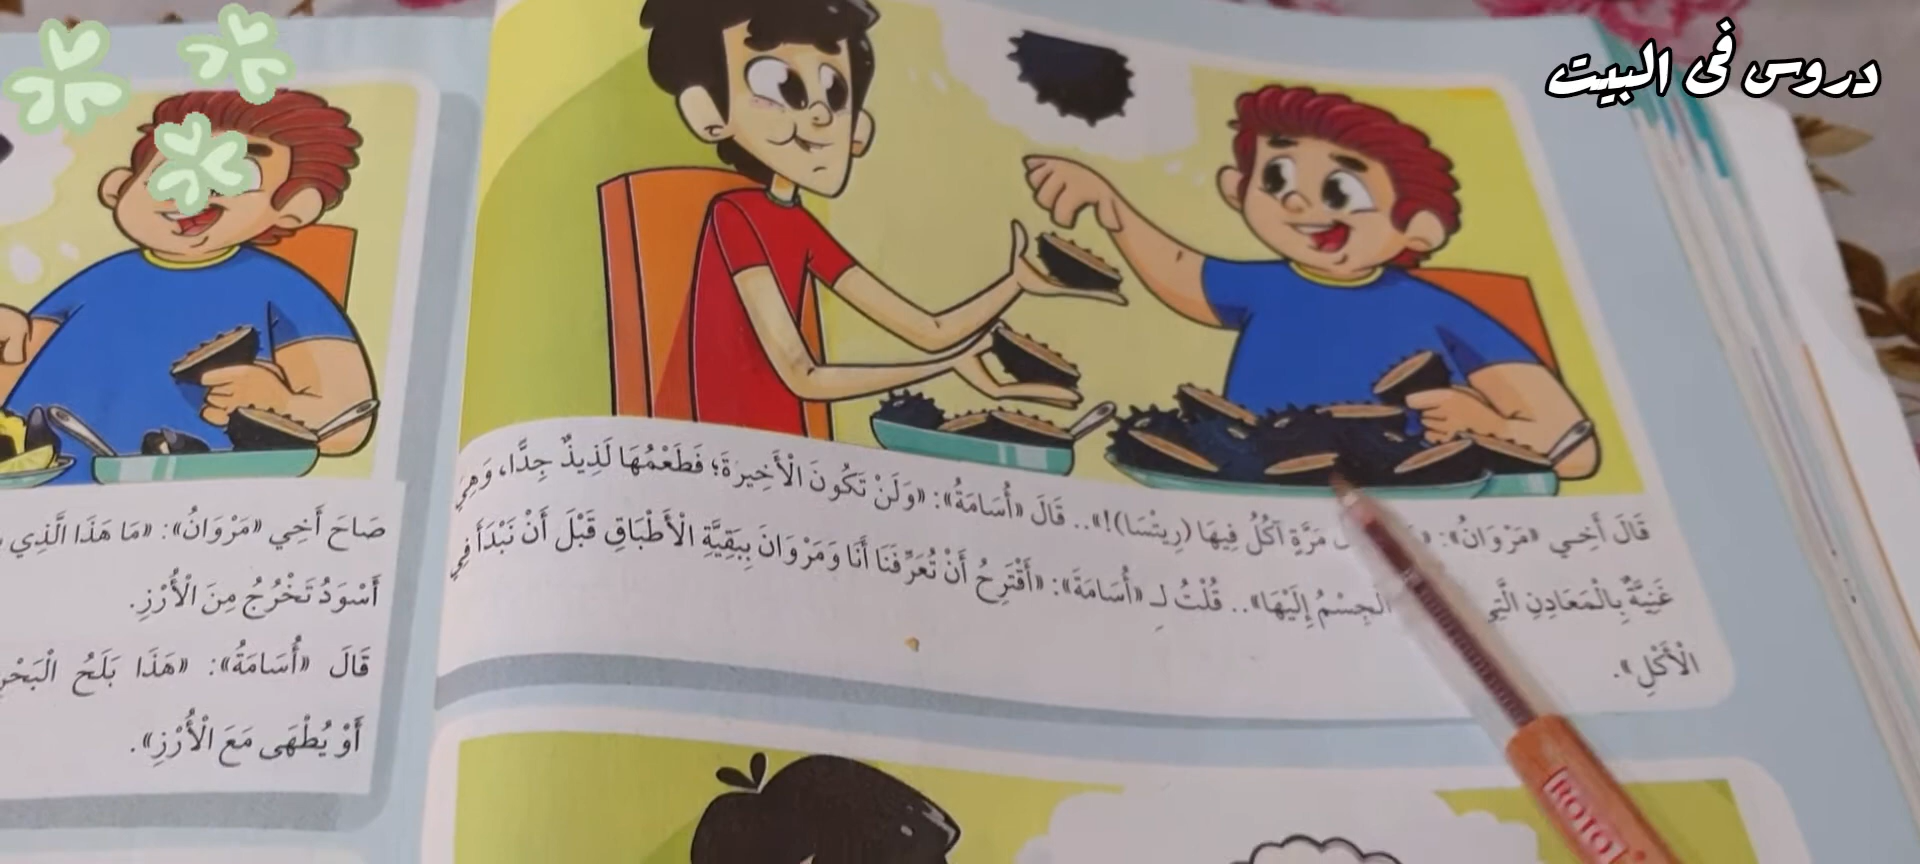 دروس فى البيت
قَالَ أَخِي «مَرْوَانُ»: « مَرَّةٍ آكُلُ فِيهَا (رِيتْسَا)!».. قَالَ «أُسَامَةُ»: «وَلَنْ تَكُونَ الْأَخِيرَةَ؛ فَطَعْمُهَا لَذِيذٌ جِدًّا، وَهِيَ
غَنِيَّةٌ بِالْمَعَادِنِ الَّتِي الْجِسْمُ إِلَيْهَا».. قُلْتُ لِـ «أُسَامَةَ»: «أَقْتَرِحُ أَنْ تُعَرِّفَنَا أَنَا وَمَرْوَانَ بِبَقِيَّةِ الْأَطْبَاقِ قَبْلَ أَنْ نَبْدَأَ فِي
الْأَكْلِ».
صَاحَ أَخِي «مَرْوَانُ»: «مَا هَذَا الَّذِي
أَسْوَدُ تَخْرُجُ مِنَ الْأُرْزِ.
قَالَ «أُسَامَةُ»: «هَذَا بَلَحُ الْبَحْرِ
أَوْ يُطْهَى مَعَ الْأُرْزِ».
ROTO